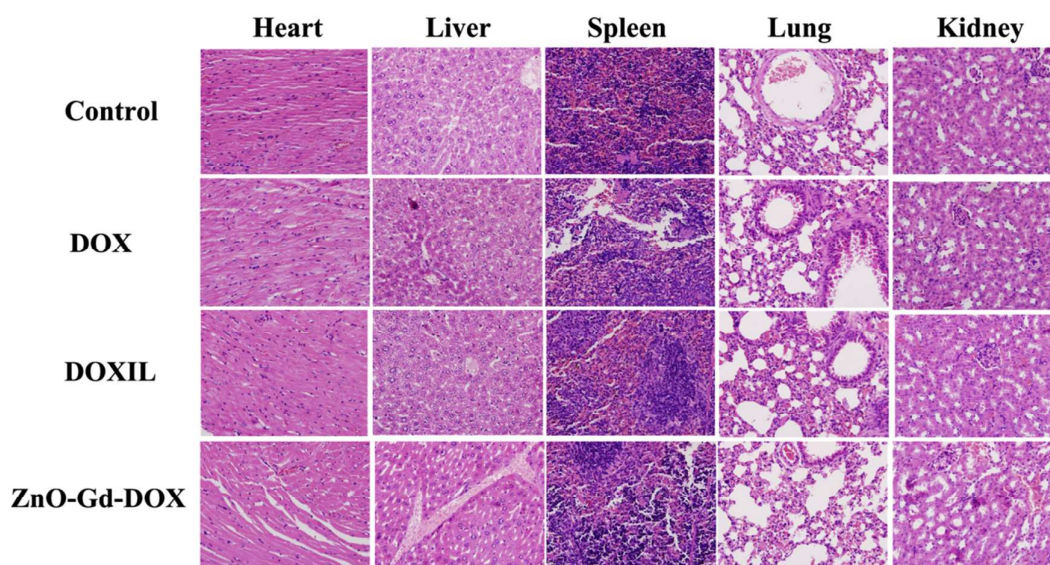 Heart Liver Spleen Lung Kidney
Control
DOX
DOXIL
ZnO-Gd-DOX